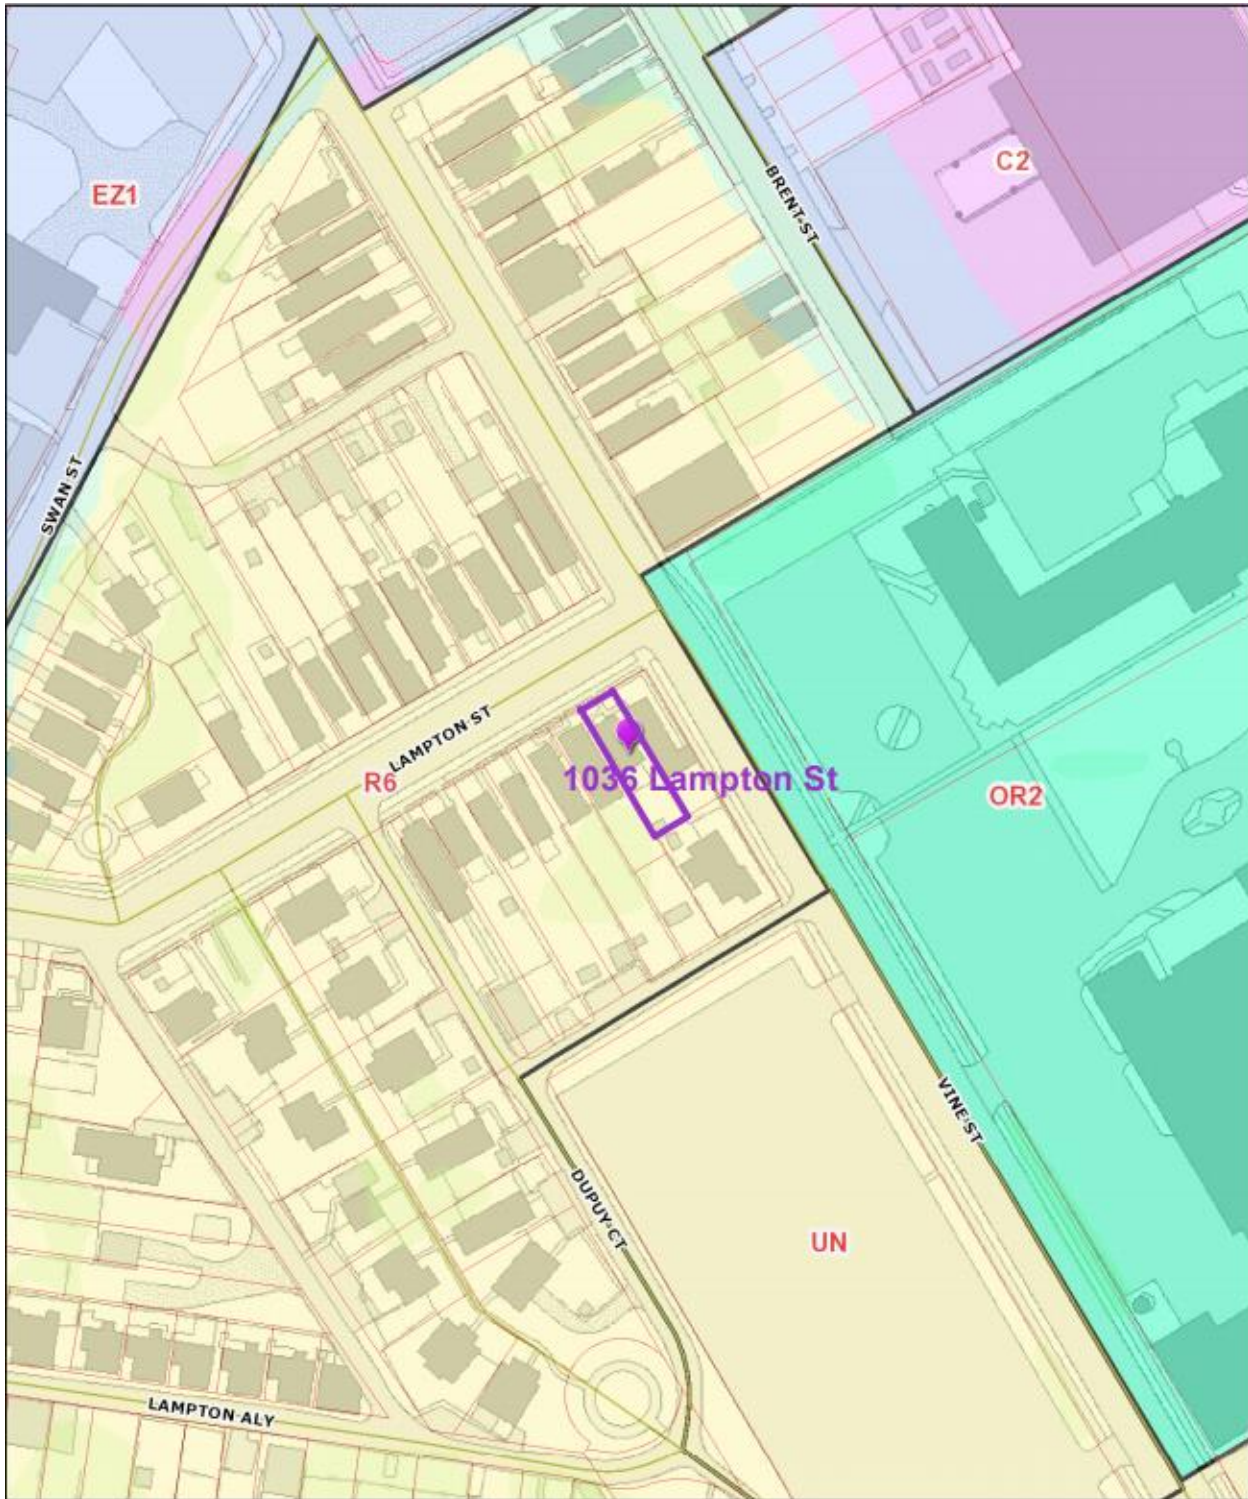 C2
EZ1
BRENT ST
SWAN ST
LAMPTON ST
R6
1036 Lampton St
OR2
VINE ST
DUPUY CT
UN
LAMPTON ALY